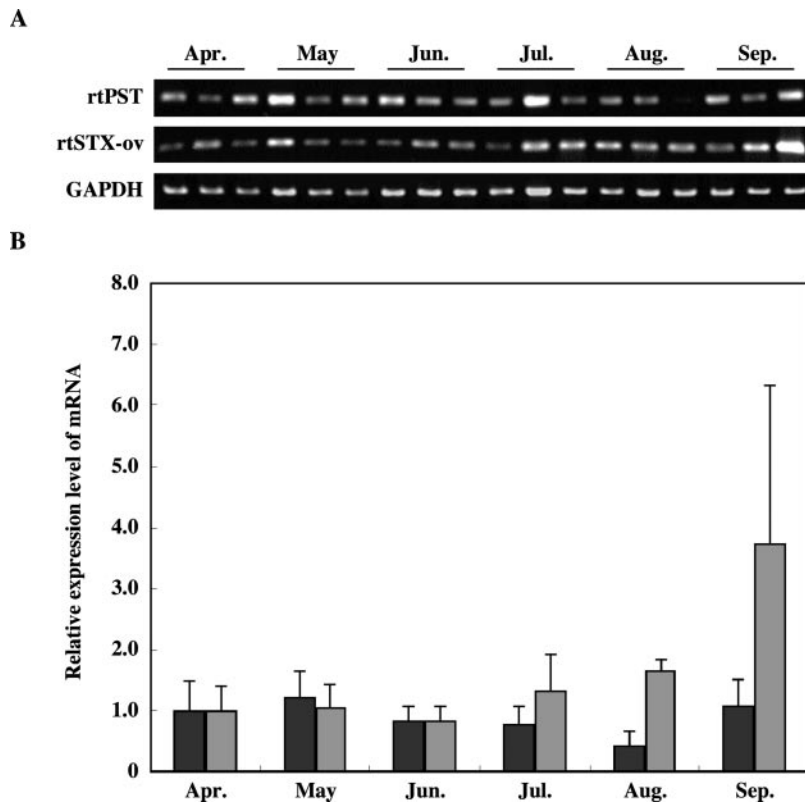 A
Apr. May Jun. Jul. Aug. Sep.
rtPST
rtSTX-ov
GAPDH
B
8.0
7.0
6.0
5.0
4.0
3.0
2.0
1.0
0
Relative expression level of mRNA
Apr. May Jun. Jul. Aug. Sep.